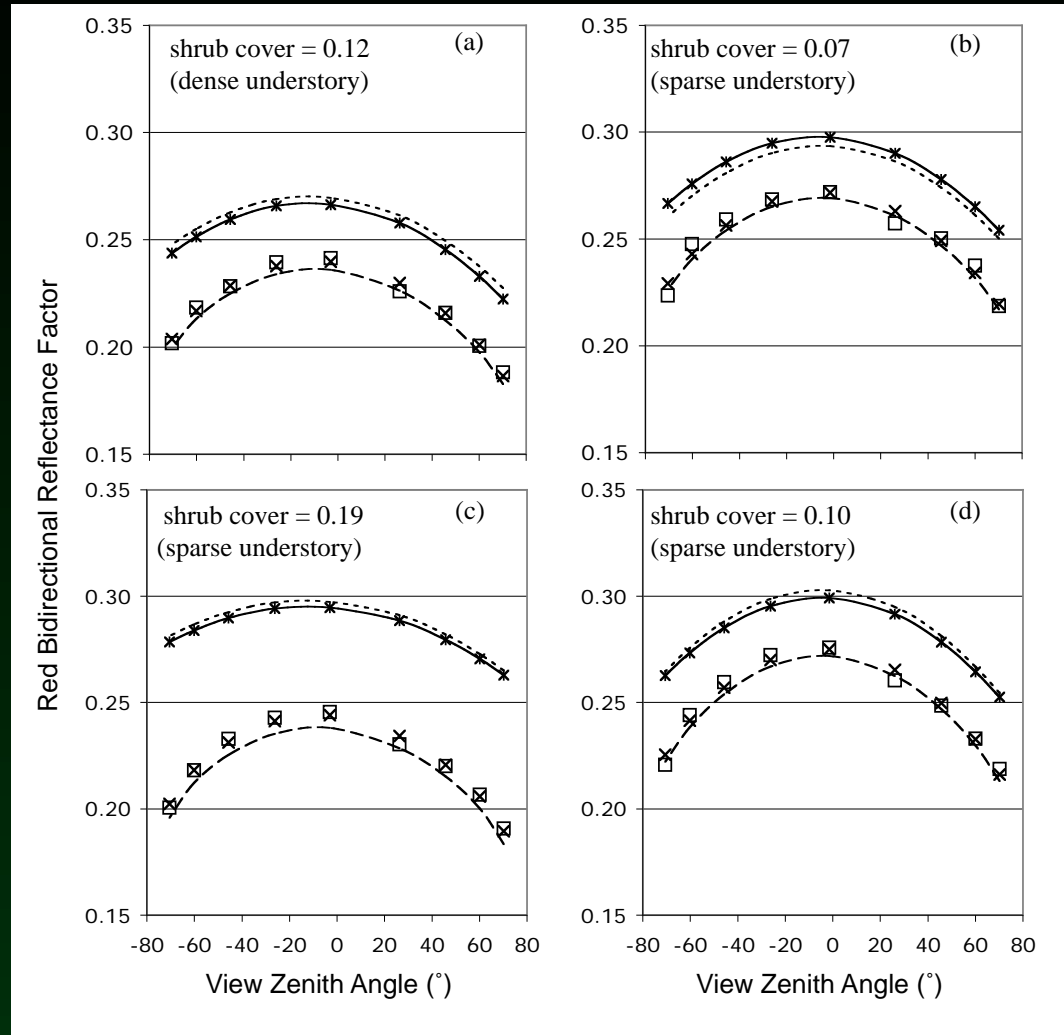 Red Bidirectional Reflectance Factor
0.35
0.30
0.25
0.20
0.15
shrub cover = 0.12
(a)
(dense understory)
0.35
0.30
0.25
0.20
0.15
shrub cover = 0.07
(b)
(sparse understory)
0.35
0.30
0.25
0.20
0.15
shrub cover = 0.19
(c)
(sparse understory)
-80 -60 -40 -20 0 20 40 60 80
View Zenith Angle (˚)
0.35
0.30
0.25
0.20
0.15
shrub cover = 0.10
(d)
(sparse understory)
-80 -60 -40 -20 0 20 40 60 80
View Zenith Angle (˚)